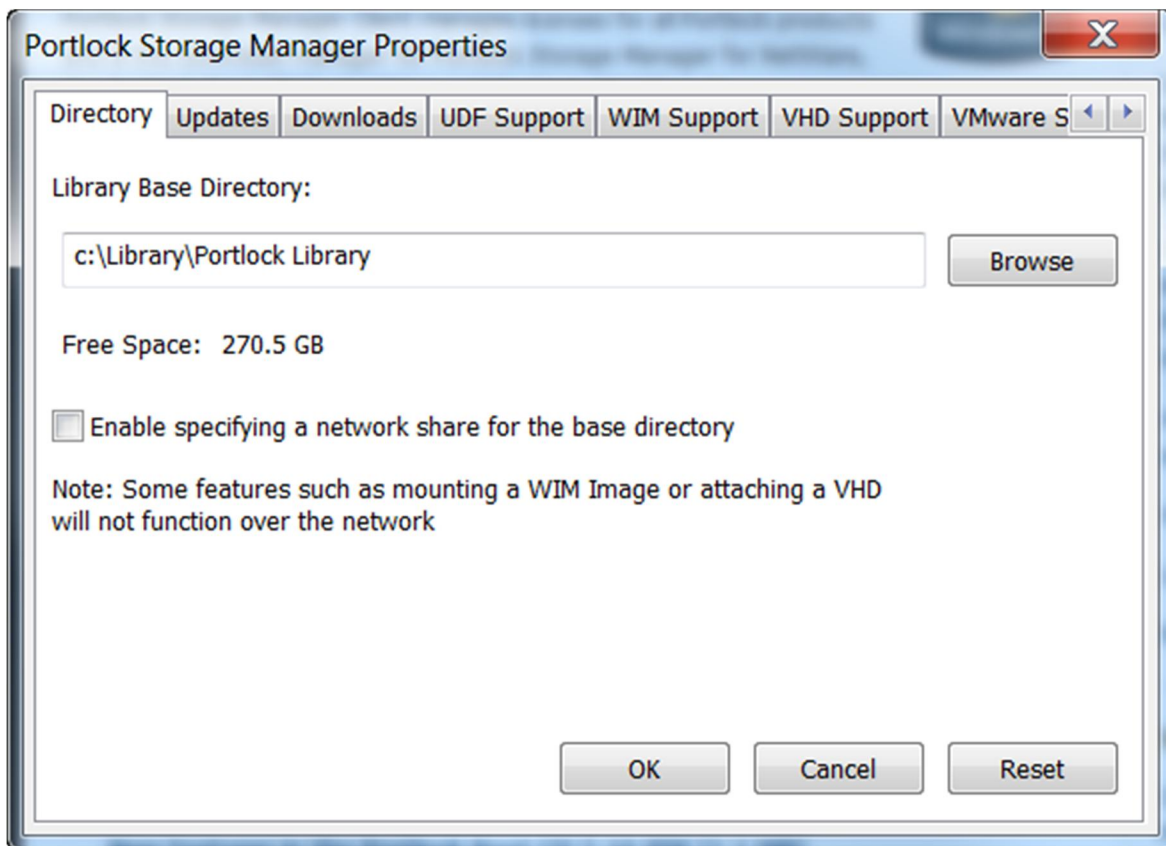 Portlock Storage Manager Properties
Directory
Updates
Downloads
UDF Support
WIM Support
VHD Support
VMware S
Library Base Directory:
c:\Library\Portlock Library
Browse
Free Space: 270.5 GB
Enable specifying a network share for the base directory
Note: Some features such as mounting a WIM Image or attaching a VHD
will not function over the network
OK
Cancel
Reset